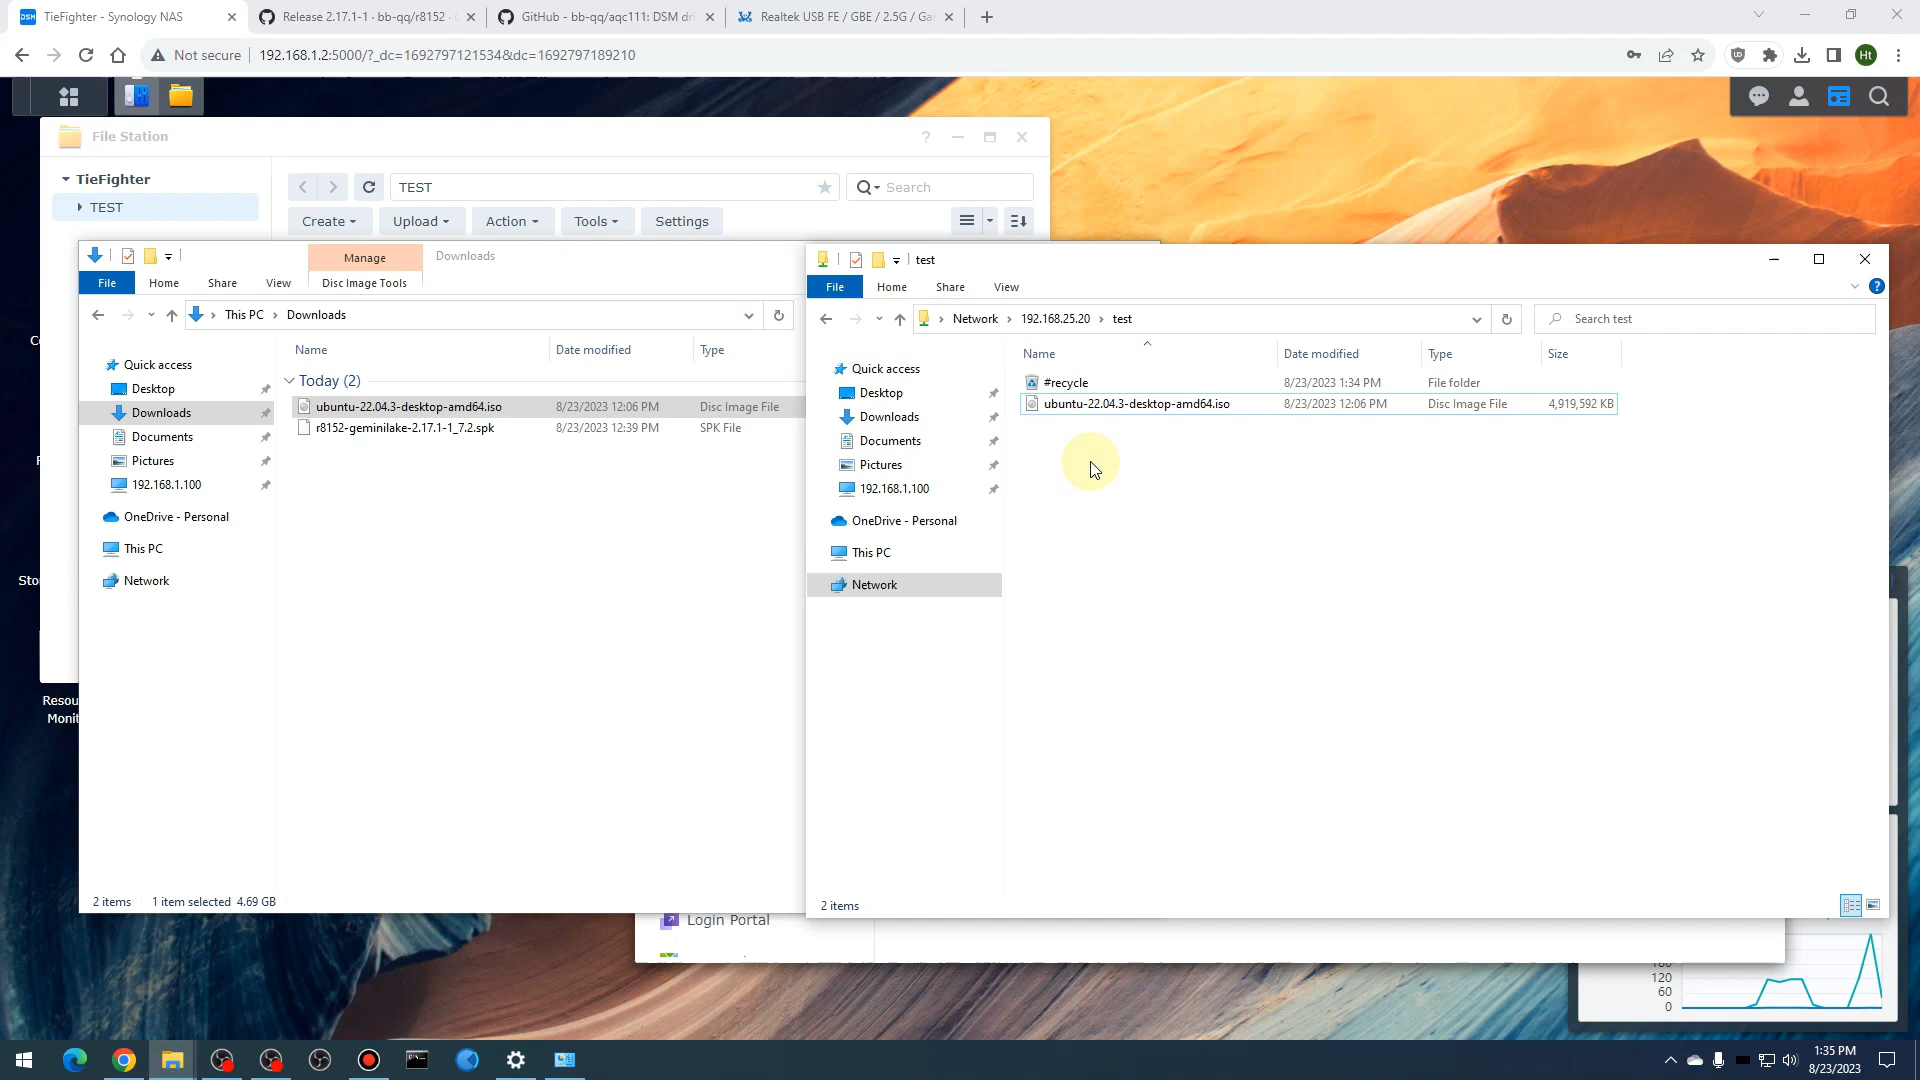 TieFighter - Synology NAS
Release 2.17.1-1 · bb-qq/r8152 ·
GitHub - bb-qq/aqc111: DSM dri
Realtek USB FE / GBE / 2.5G / Ga
Not secure
192.168.1.2:5000/?_dc=1692797121534&dc=1692797189210
Ht
File Station
TieFighter
TEST
TEST
Search
Create
Upload
Action
Tools
Settings
Manage
Downloads
File
Home
Share
View
Disc Image Tools
This PC
Downloads
Name
Date modified
Type
Quick access
Desktop
Downloads
Documents
Pictures
192.168.1.100
OneDrive - Personal
This PC
Network
Today (2)
ubuntu-22.04.3-desktop-amd64.iso
8/23/2023 12:06 PM
Disc Image File
r8152-geminilake-2.17.1-1_7.2.spk
8/23/2023 12:39 PM
SPK File
2 items
1 item selected 4.69 GB
test
File
Home
Share
View
Network
192.168.25.20
test
Search test
Name
Date modified
Type
Size
Quick access
Desktop
Downloads
Documents
Pictures
192.168.1.100
OneDrive - Personal
This PC
Network
#recycle
8/23/2023 1:34 PM
File folder
ubuntu-22.04.3-desktop-amd64.iso
8/23/2023 12:06 PM
Disc Image File
4,919,592 KB
2 items
Sto
Resou
Monit
Login Portal
180
120
60
0
1:35 PM
8/23/2023